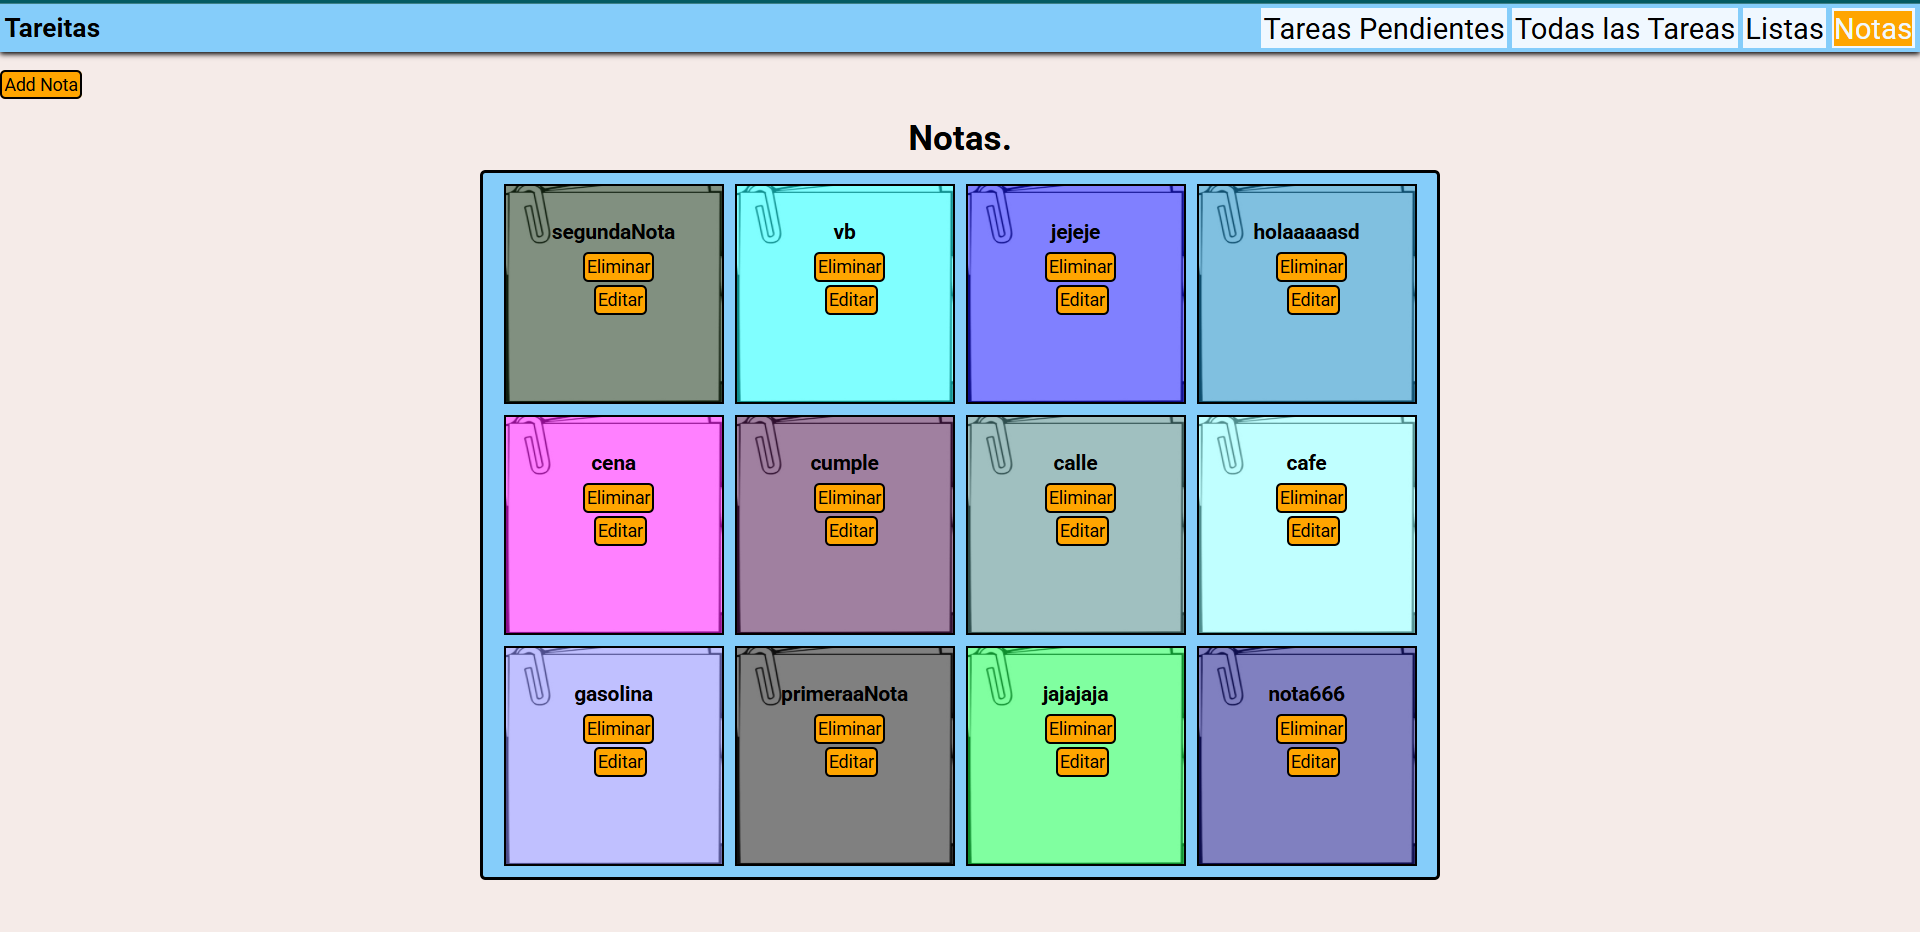 Tareitas
Tareas Pendientes Todas las Tareas Listas Notas
Add Nota
Notas.
segundaNota
Eliminar
Editar
vb
Eliminar
Editar
jejeje
Eliminar
Editar
holaaaaasd
Eliminar
Editar
cena
Eliminar
Editar
cumple
Eliminar
Editar
calle
Eliminar
Editar
cafe
Eliminar
Editar
gasolina
Eliminar
Editar
primeraaNota
Eliminar
Editar
jajajaja
Eliminar
Editar
nota666
Eliminar
Editar